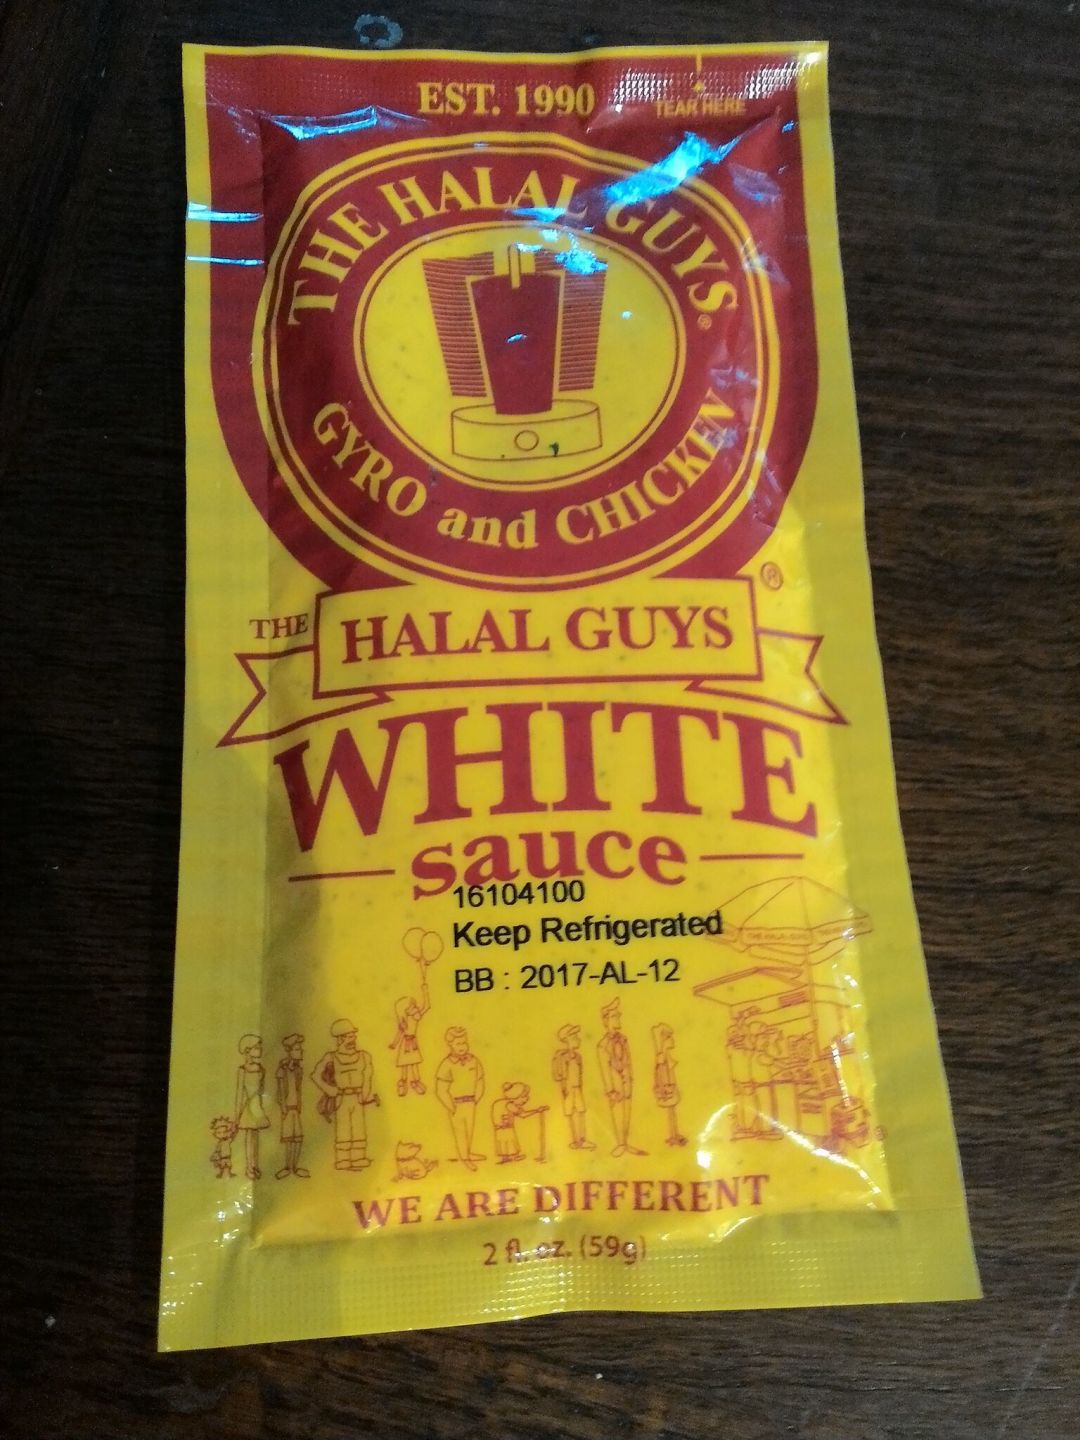 EST. 1990
TEAR HERE
THE HALAL GUYS®
GYRO and CHICKEN
THE HALAL GUYS ®
WHITE
sauce
16104100
Keep Refrigerated
BB : 2017-AL-12
WE ARE DIFFERENT
2 fl. oz. (59g)